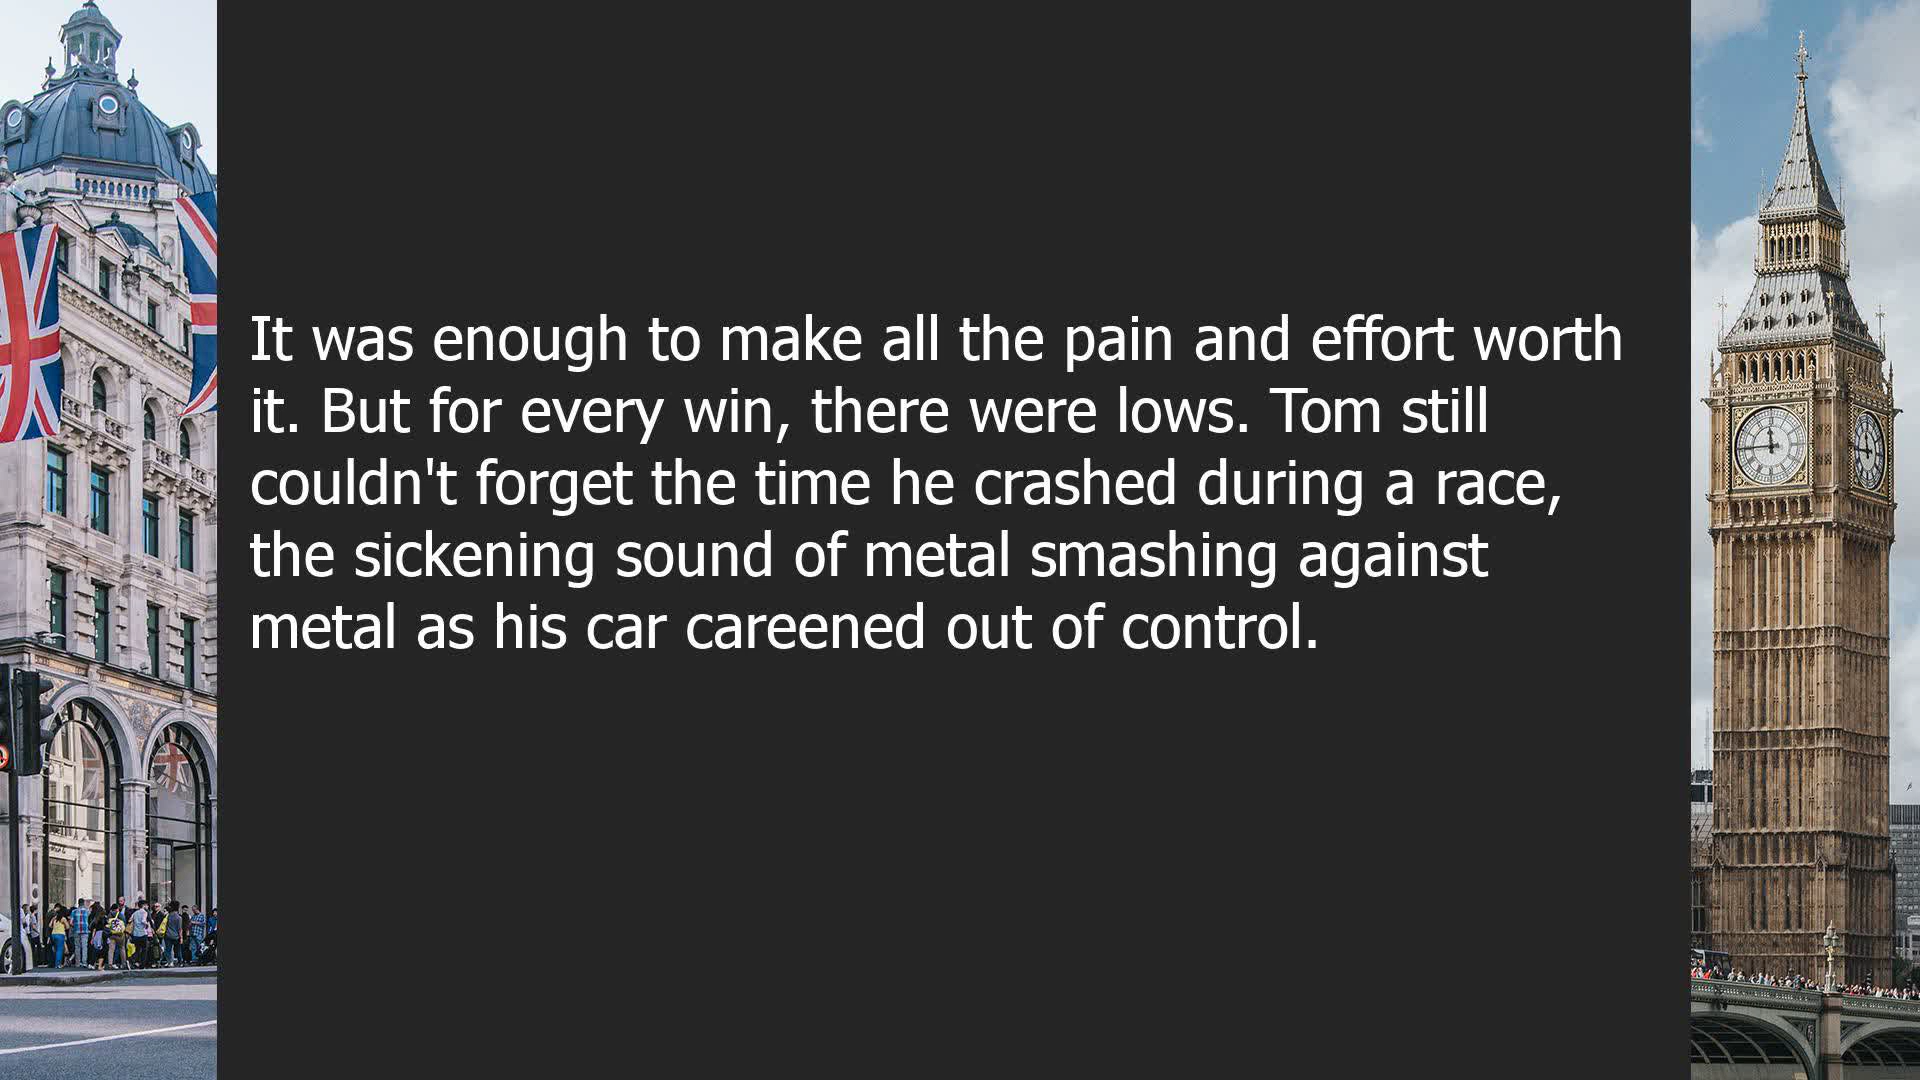 It was enough to make all the pain and effort worth
it. But for every win, there were lows. Tom still
couldn't forget the time he crashed during a race,
the sickening sound of metal smashing against
metal as his car careened out of control.